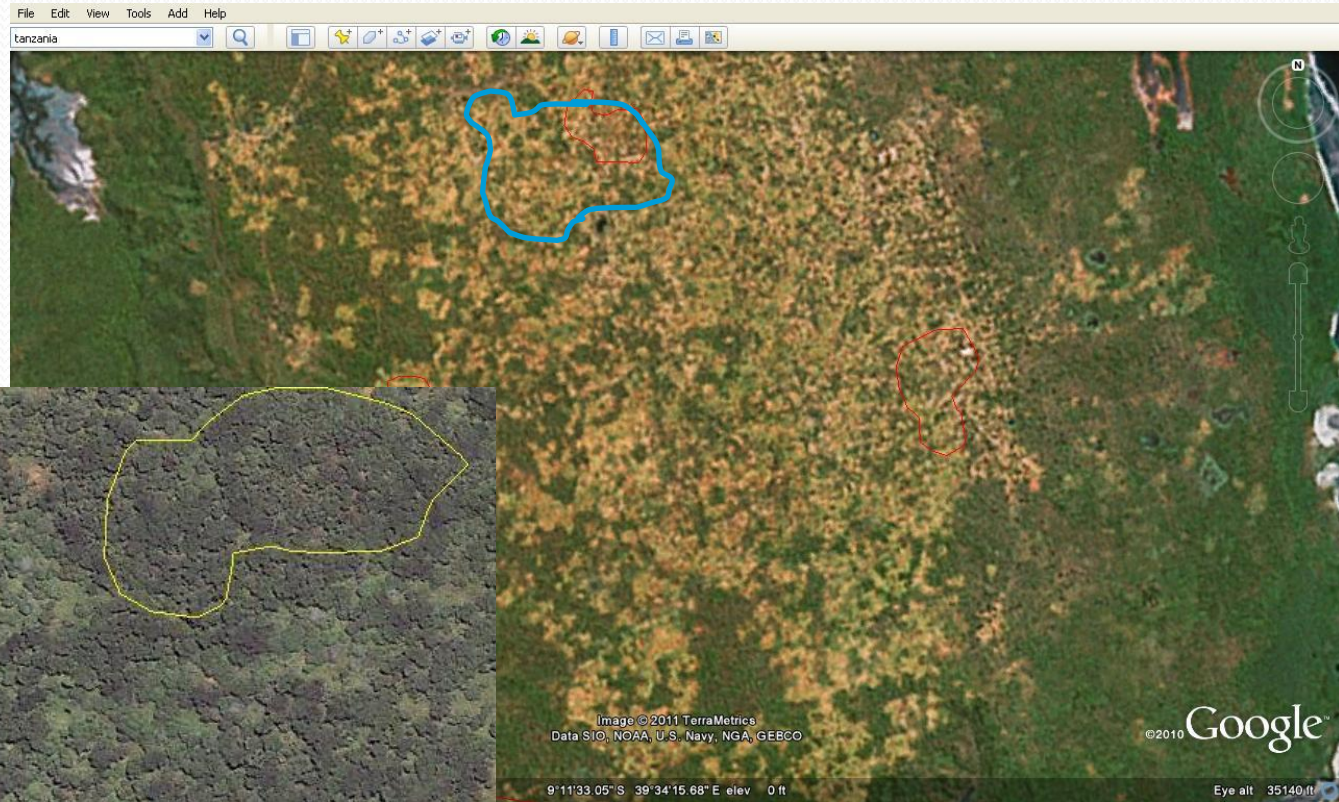 File Edit View Tools Add Help
tanzania
N
Image © 2011 TerraMetrics
Data SIO, NOAA, U.S. Navy, NGA, GEBCO
©2010 Google™
9°11'33.05" S 39°34'15.68" E elev 0 ft
Eye alt 35140 ft